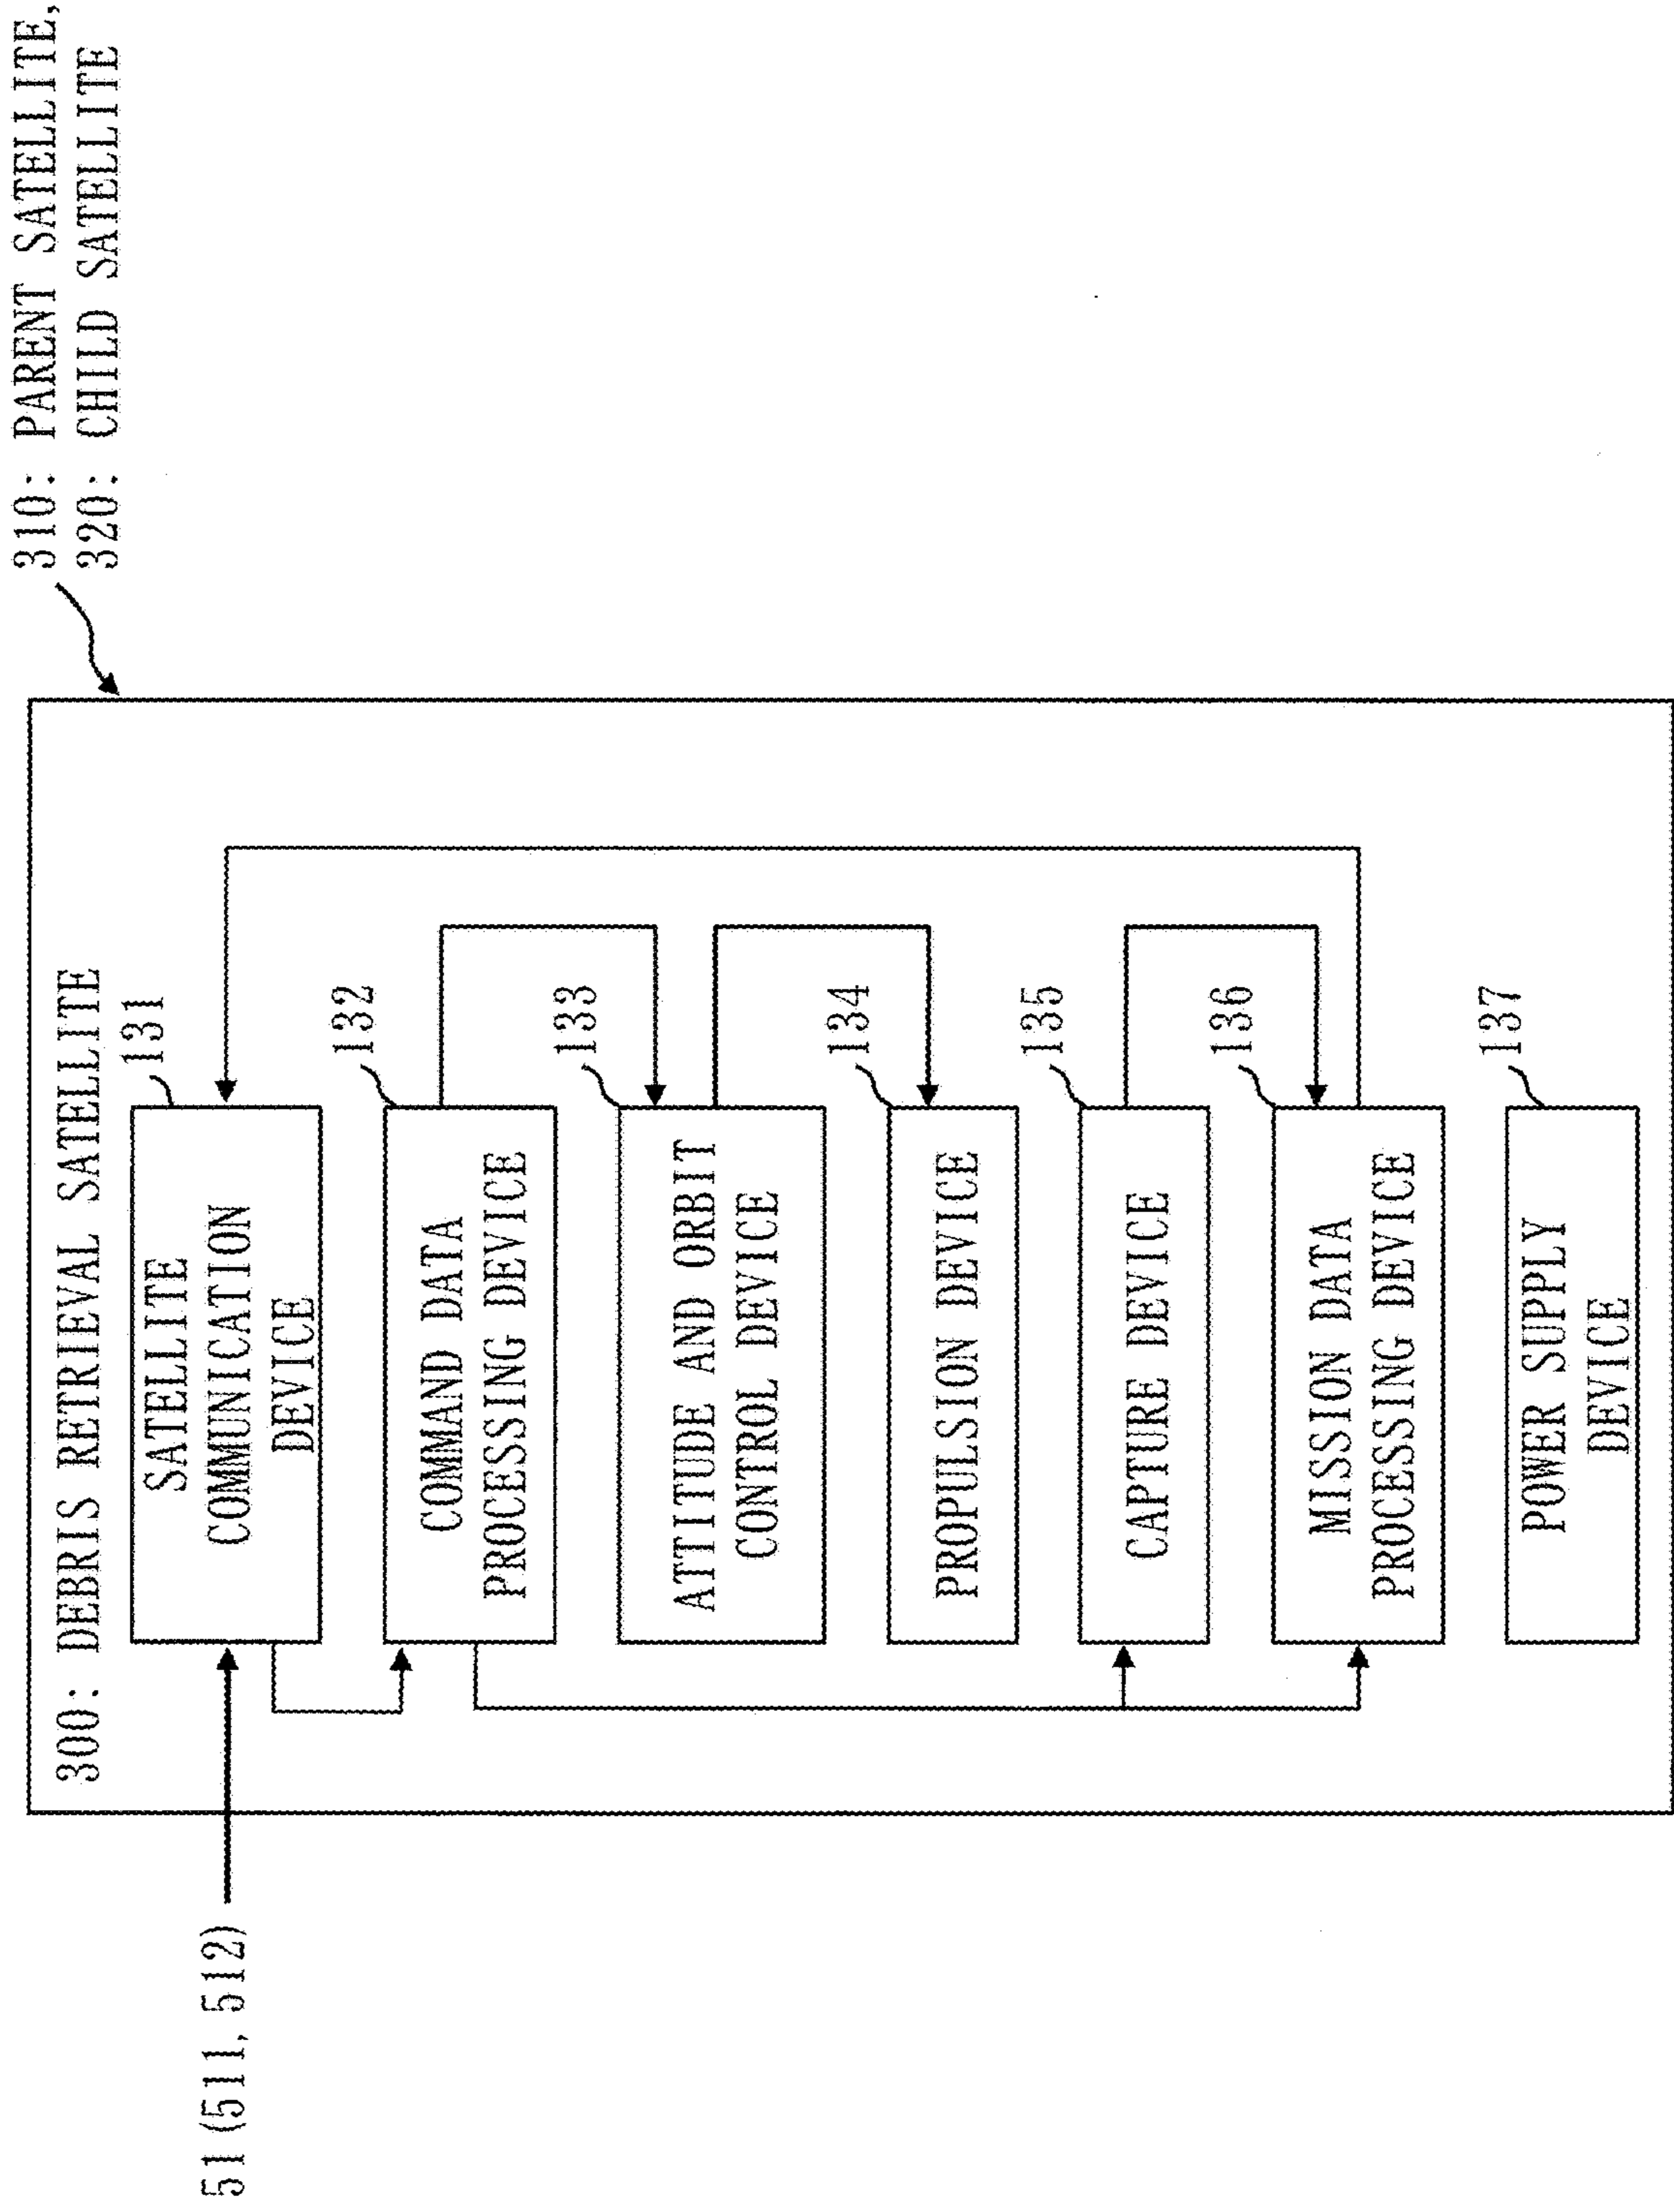 310: PARENT SATELLITE,
320: CHILD SATELLITE
300: DEBRIS RETRIEVAL SATELLITE
131
SATELLITE
COMMUNICATION
DEVICE
51 (511, 512)
132
COMMAND DATA
PROCESSING DEVICE
133
ATTITUDE AND ORBIT
CONTROL DEVICE
134
PROPULSION DEVICE
135
CAPTURE DEVICE
136
MISSION DATA
PROCESSING DEVICE
137
POWER SUPPLY
DEVICE